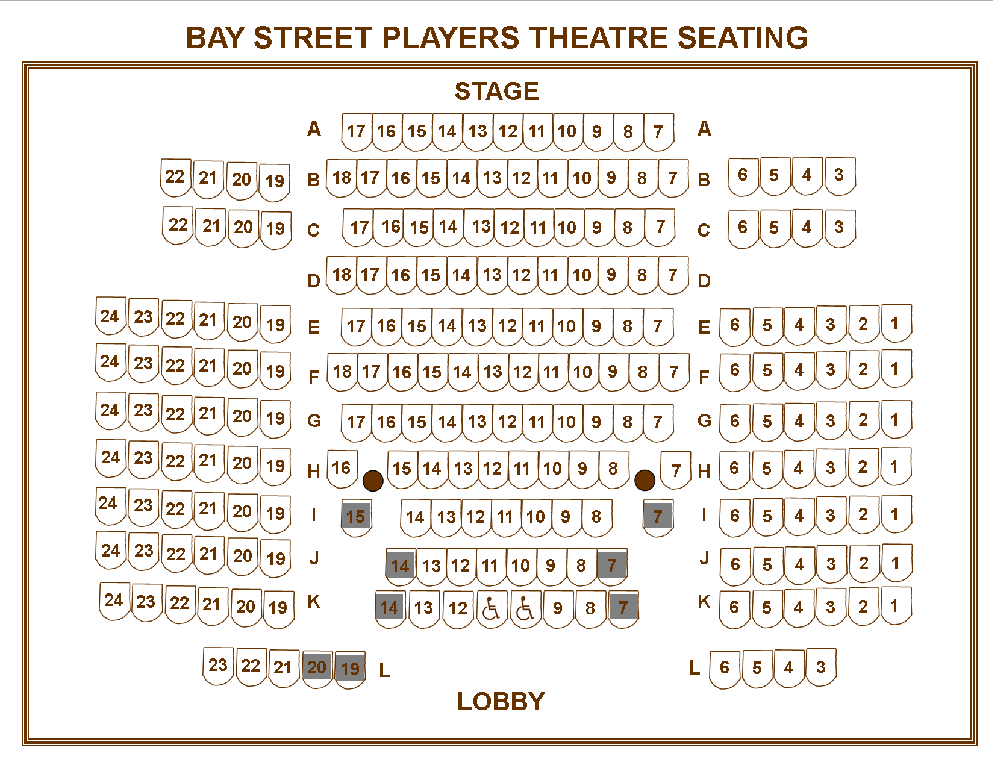 BAY STREET PLAYERS THEATRE SEATING
STAGE
A 17 16 15 14 13 12 11 10 9 8 7 A
22 21 20 19 B 18 17 16 15 14 13 12 11 10 9 8 7 B 6 5 4 3
22 21 20 19 C 17 16 15 14 13 12 11 10 9 8 7 C 6 5 4 3
D 18 17 16 15 14 13 12 11 10 9 8 7 D
24 23 22 21 20 19 E 17 16 15 14 13 12 11 10 9 8 7 E 6 5 4 3 2 1
24 23 22 21 20 19 F 18 17 16 15 14 13 12 11 10 9 8 7 F 6 5 4 3 2 1
24 23 22 21 20 19 G 17 16 15 14 13 12 11 10 9 8 7 G 6 5 4 3 2 1
24 23 22 21 20 19 H 16 15 14 13 12 11 10 9 8 7 H 6 5 4 3 2 1
24 23 22 21 20 19 I 15 14 13 12 11 10 9 8 7 I 6 5 4 3 2 1
24 23 22 21 20 19 J 14 13 12 11 10 9 8 7 J 6 5 4 3 2 1
24 23 22 21 20 19 K 14 13 12 9 8 7 K 6 5 4 3 2 1
23 22 21 20 19 L L 6 5 4 3
LOBBY